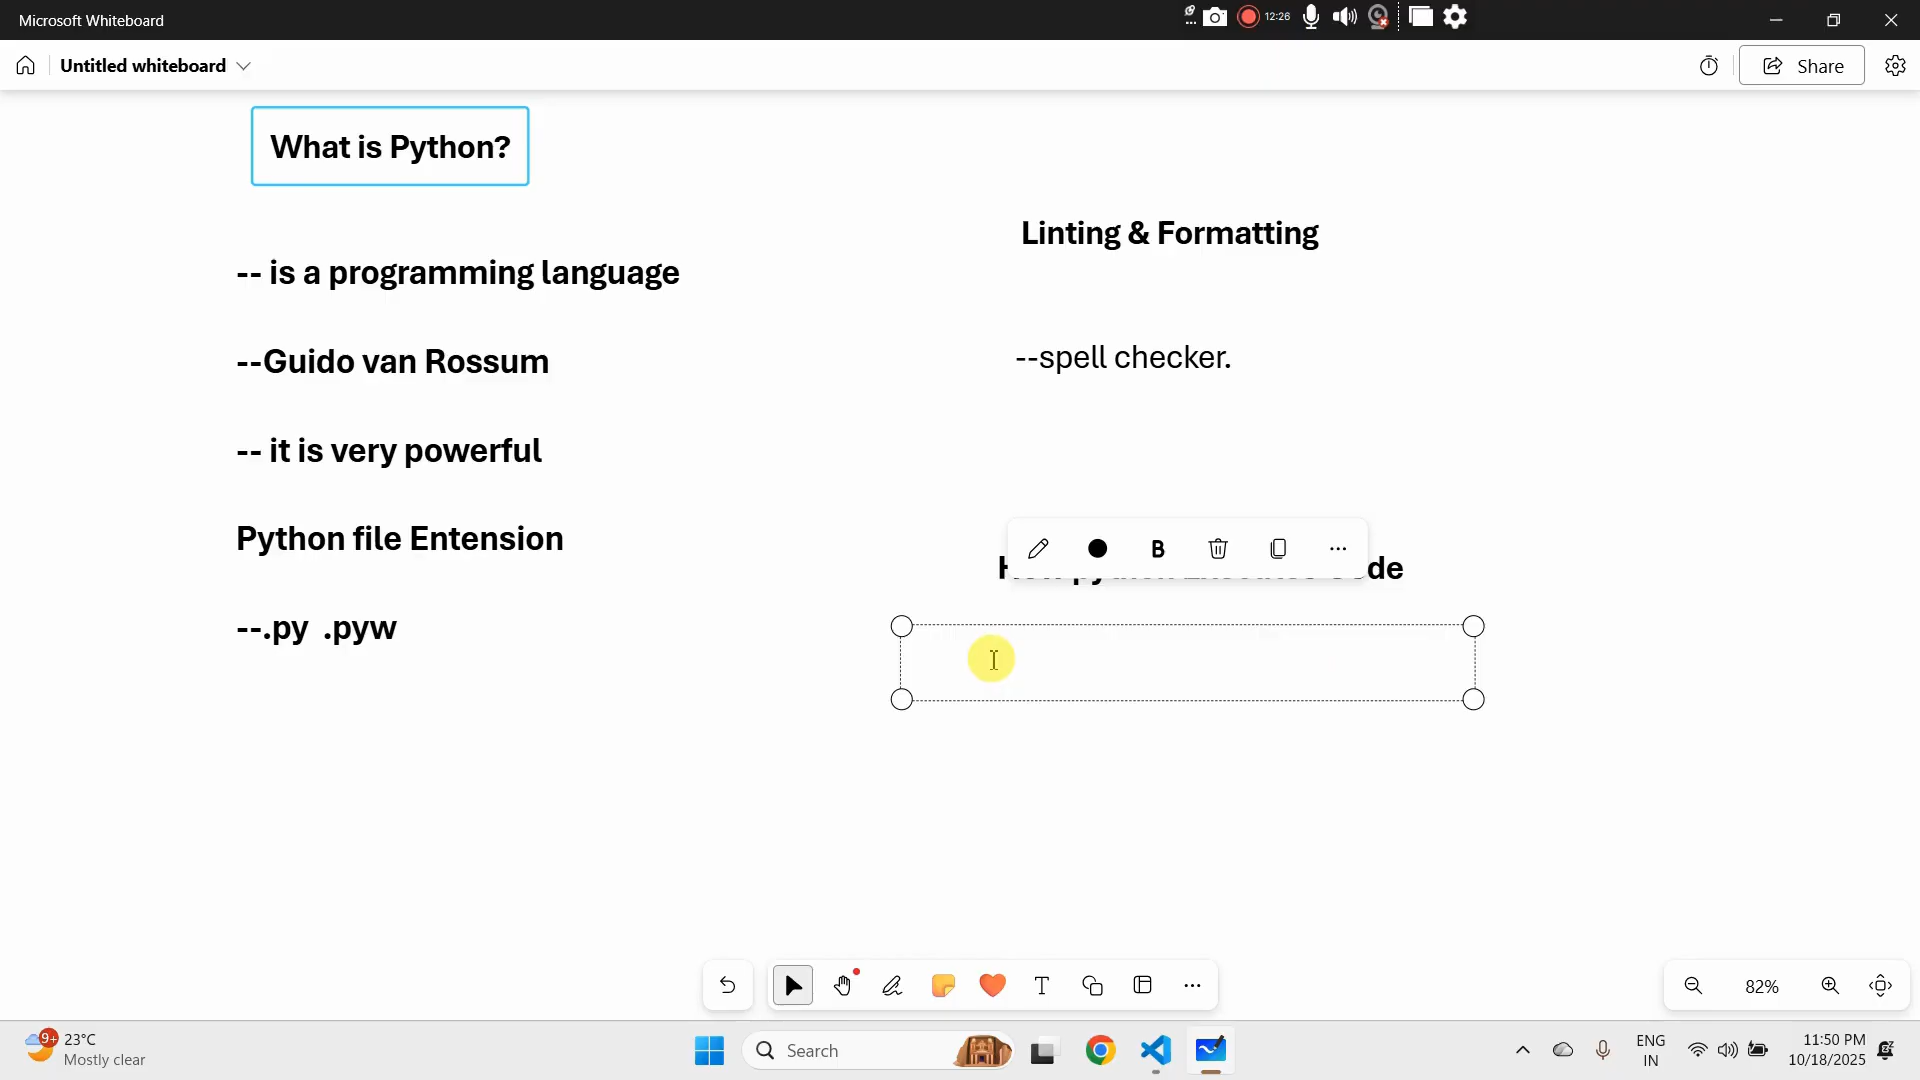 Microsoft Whiteboard
12:26
Untitled whiteboard
Share
What is Python?
-- is a programming language
--Guido van Rossum
-- it is very powerful
Python file Entension
--.py .pyw
Linting & Formatting
--spell checker.
B
T
82%
9+
23°C
Mostly clear
Search
ENG
IN
11:50 PM
10/18/2025